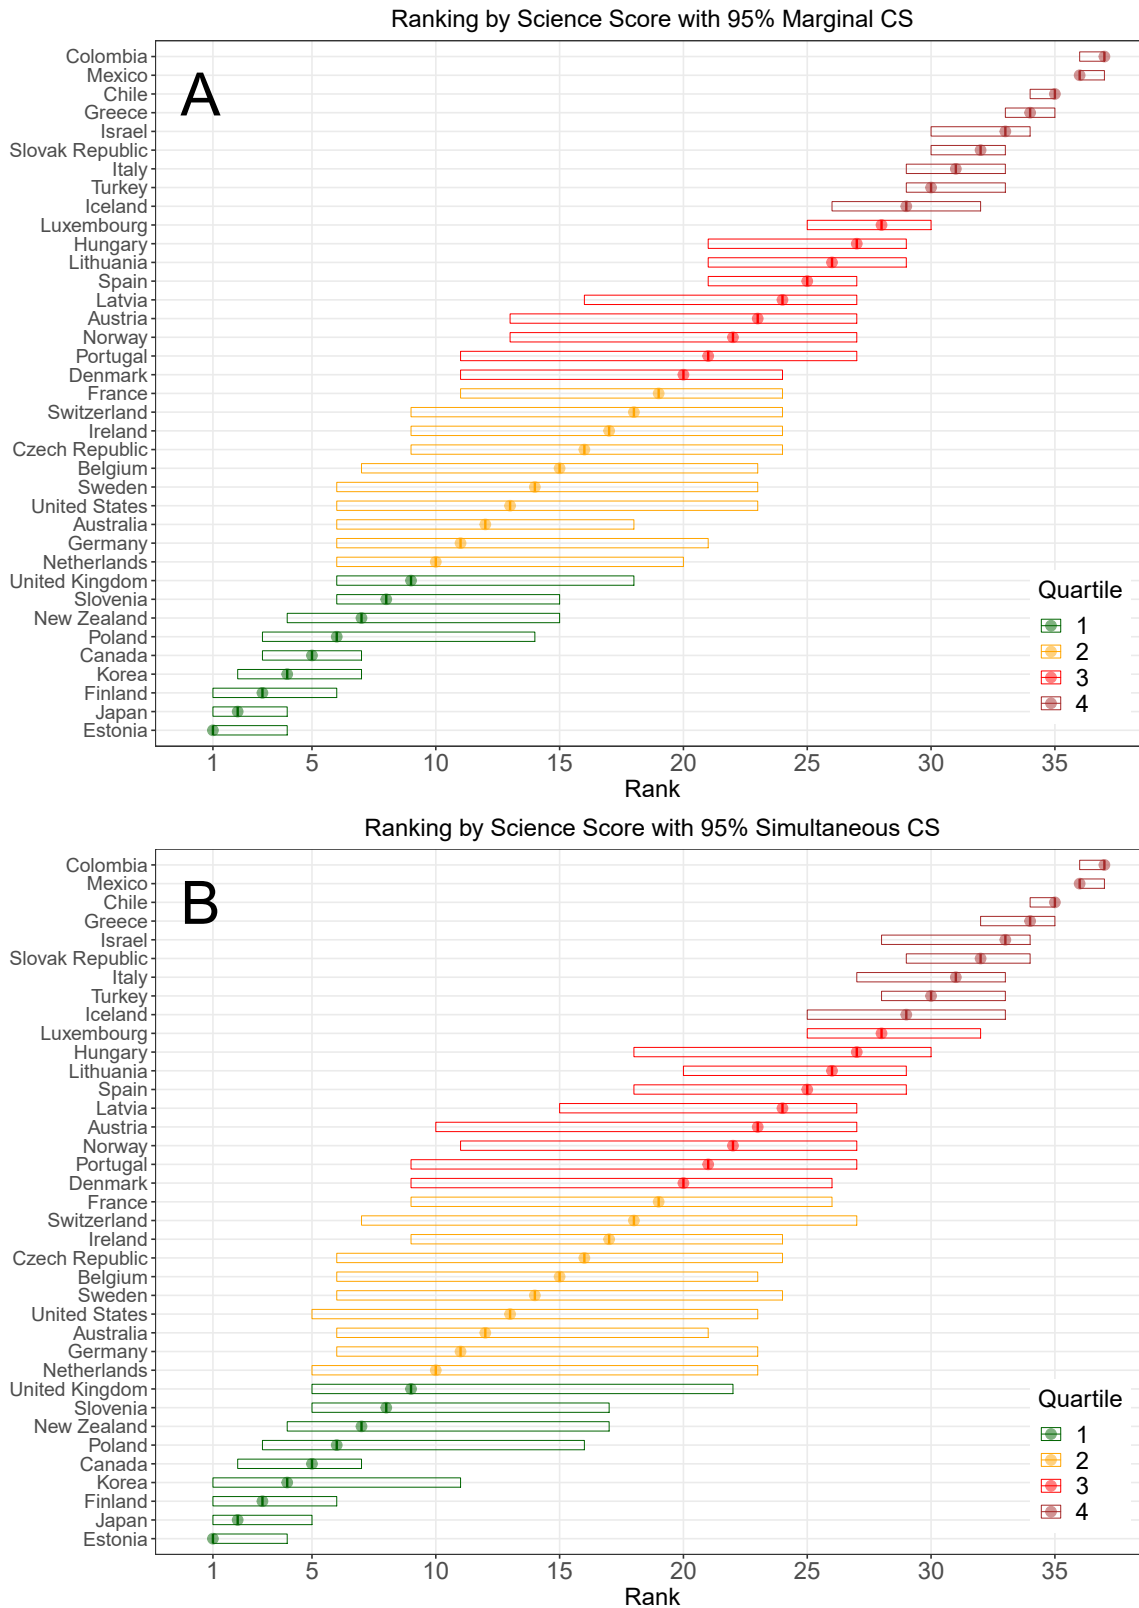 Ranking by Science Score with 95% Marginal CS
A
Colombia
Mexico
Chile
Greece
Israel
Slovak Republic
Italy
Turkey
Iceland
Luxembourg
Hungary
Lithuania
Spain
Latvia
Austria
Norway
Portugal
Denmark
France
Switzerland
Ireland
Czech Republic
Belgium
Sweden
United States
Australia
Germany
Netherlands
United Kingdom
Slovenia
New Zealand
Poland
Canada
Korea
Finland
Japan
Estonia
Quartile
1
2
3
4
1 5 10 15 20 25 30 35
Rank
Ranking by Science Score with 95% Simultaneous CS
B
Colombia
Mexico
Chile
Greece
Israel
Slovak Republic
Italy
Turkey
Iceland
Luxembourg
Hungary
Lithuania
Spain
Latvia
Austria
Norway
Portugal
Denmark
France
Switzerland
Ireland
Czech Republic
Belgium
Sweden
United States
Australia
Germany
Netherlands
United Kingdom
Slovenia
New Zealand
Poland
Canada
Korea
Finland
Japan
Estonia
Quartile
1
2
3
4
1 5 10 15 20 25 30 35
Rank